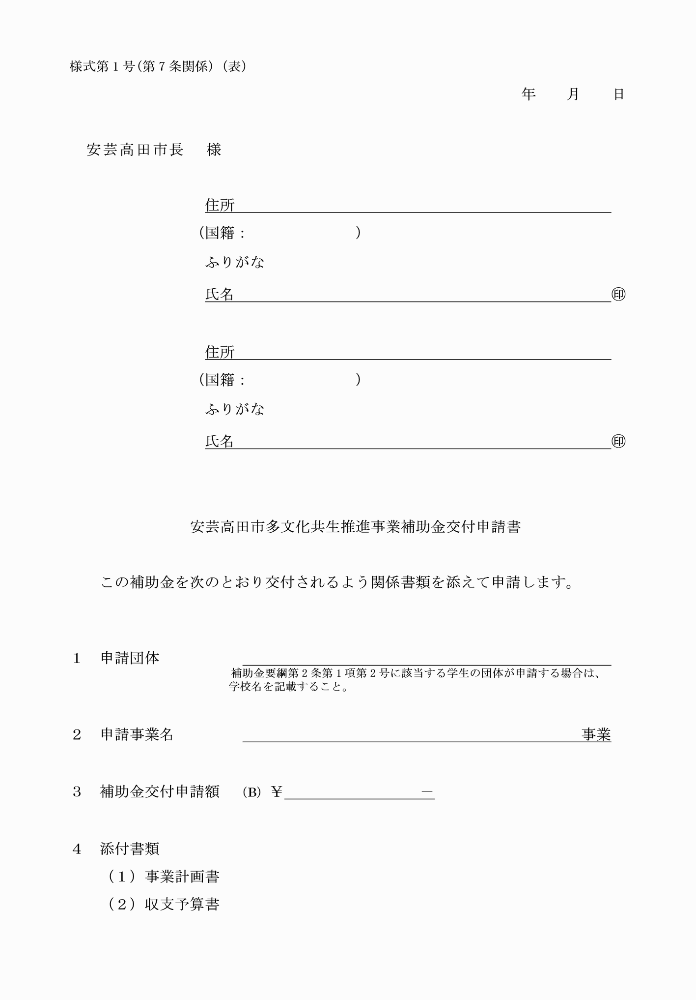 様式第１号（第７条関係）（表）
年　　月　　日
安芸高田市長　様
住所
（国籍：　　　　　　　）
ふりがな
氏名　　　　　　　　　　　　　　　　　　㊞
住所
（国籍：　　　　　　　）
ふりがな
氏名　　　　　　　　　　　　　　　　　　㊞
安芸高田市多文化共生推進事業補助金交付申請書
この補助金を次のとおり交付されるよう関係書類を添えて申請します。
１　申請団体
補助金要綱第２条第１項第２号に該当する学生の団体が申請する場合は、
学校名を記載すること。
２　申請事業名　　　　　　　　　　　　　　　事業
３　補助金交付申請額　（B）￥　　　　　　　　　－
４　添付書類
（１）事業計画書
（２）収支予算書